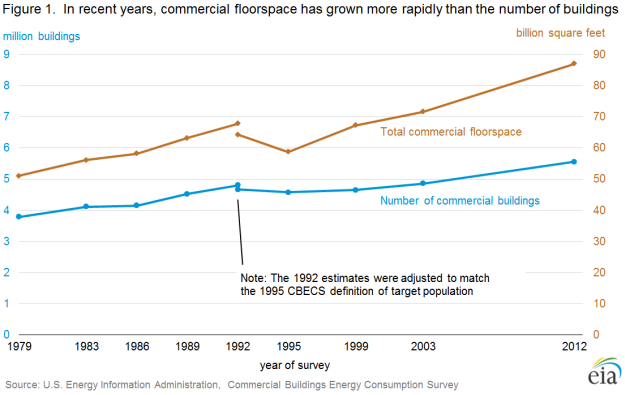 Figure 1. In recent years, commercial floorspace has grown more rapidly than the number of buildings
million buildings
billion square feet
9
90
8
80
7
70
Total commercial floorspace
6
60
5
50
Number of commercial buildings
4
40
3
30
Note: The 1992 estimates were adjusted to match
the 1995 CBECS definition of target population
2
20
1
10
0
0
1979 1983 1986 1989 1992 1995 1999 2003 2012
year of survey
eia
Source: U.S. Energy Information Administration, Commercial Buildings Energy Consumption Survey